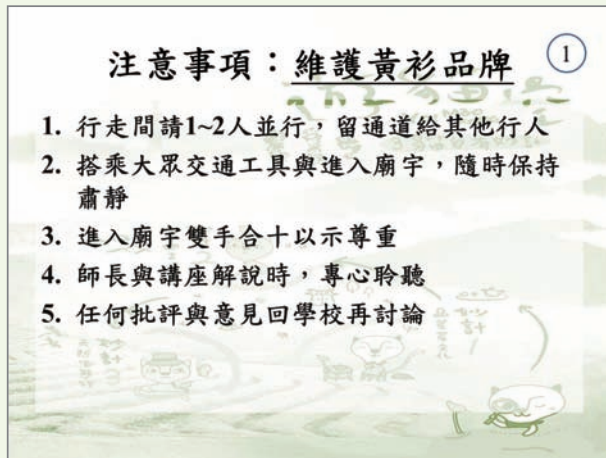 注意事項：維護黃衫品牌
1
1. 行走間請1~2人並行，留通道給其他行人
2. 搭乘大眾交通工具與進入廟宇，隨時保持
肅靜
3. 進入廟宇雙手合十以示尊重
4. 師長與講座解說時，專心聆聽
5. 任何批評與意見回學校再討論